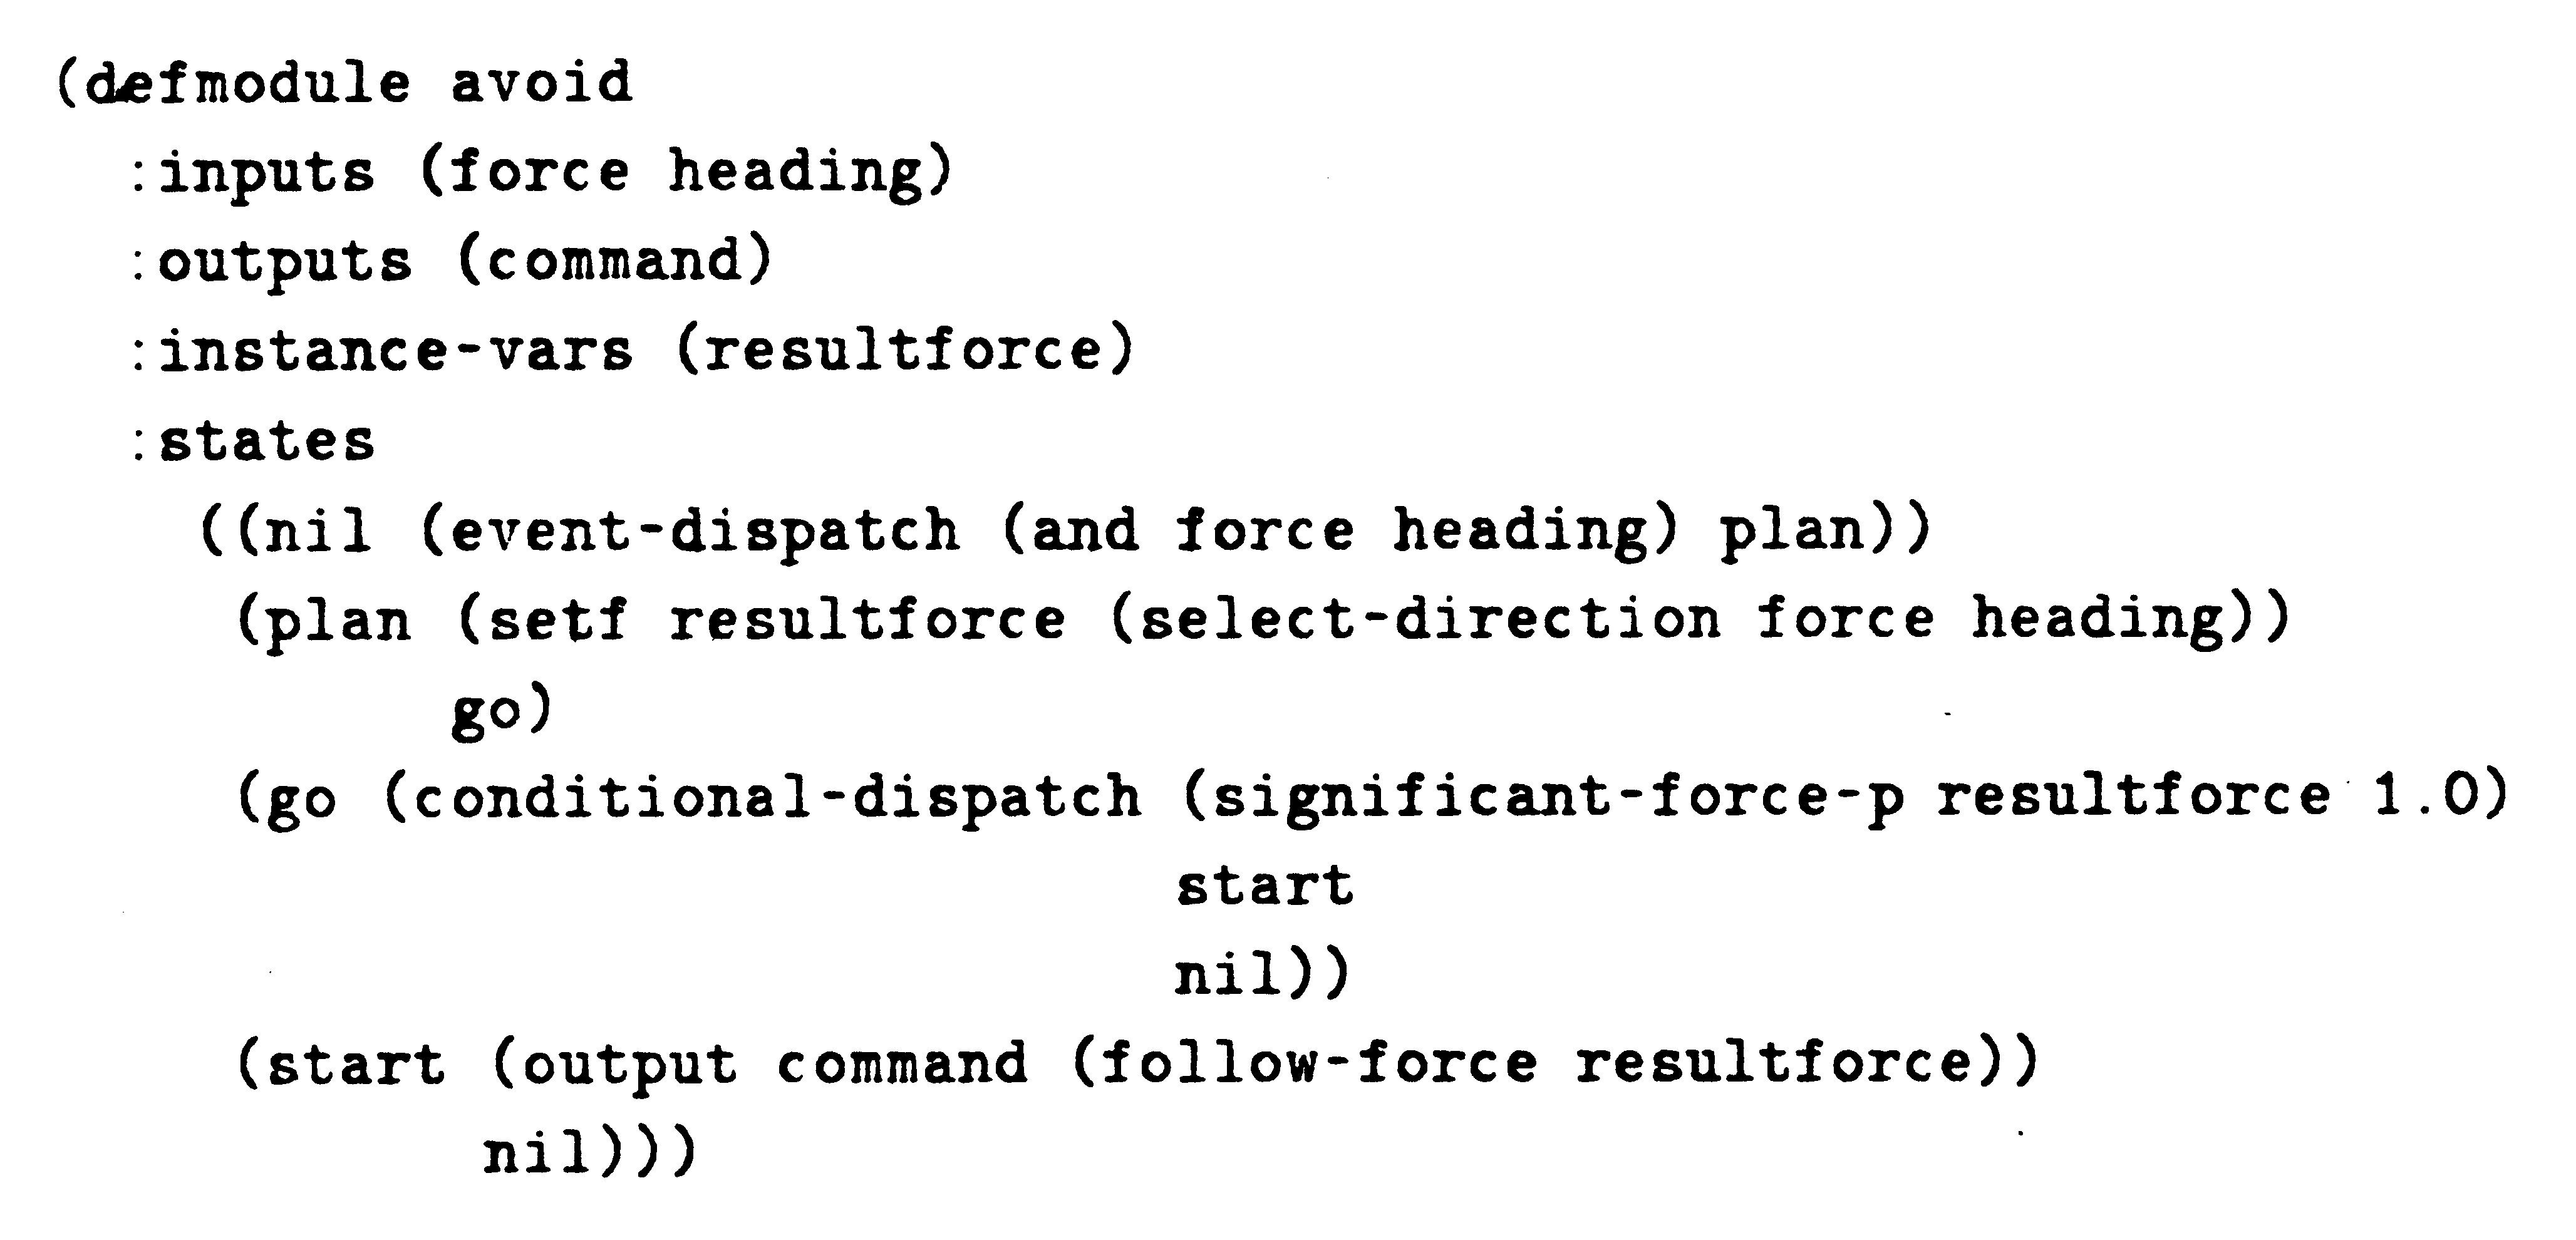 (defmodule avoid
:inputs (force heading)
:outputs (command)
:instance-vars (resultforce)
:states
((nil (event-dispatch (and force heading) plan))
(plan (setf resultforce (select-direction force heading))
go)
(go (conditional-dispatch (significant-force-p resultforce 1.0)
start
nil))
(start (output command (follow-force resultforce))
nil)))